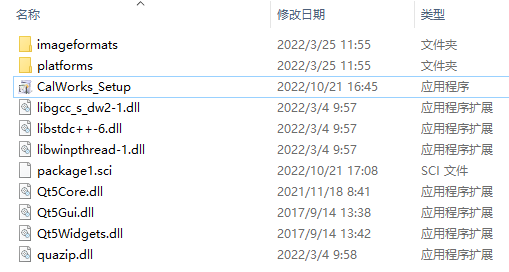 名称 修改日期 类型
imageformats 2022/3/25 11:55 文件夹
platforms 2022/3/25 11:55 文件夹
CalWorks_Setup 2022/10/21 16:45 应用程序
libgcc_s_dw2-1.dll 2022/3/4 9:57 应用程序扩展
libstdc++-6.dll 2022/3/4 9:57 应用程序扩展
libwinpthread-1.dll 2022/3/4 9:57 应用程序扩展
package1.sci 2022/10/21 17:08 SCI 文件
Qt5Core.dll 2021/11/18 8:41 应用程序扩展
Qt5Gui.dll 2017/9/14 13:38 应用程序扩展
Qt5Widgets.dll 2017/9/14 13:42 应用程序扩展
quazip.dll 2022/3/4 9:58 应用程序扩展